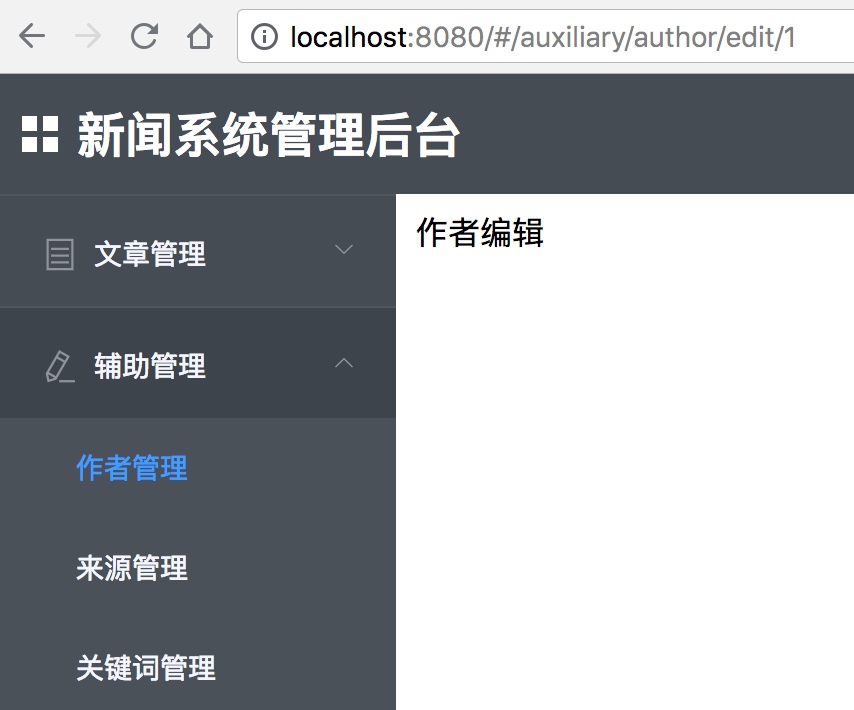 localhost:8080/#/auxiliary/author/edit/1
新闻系统管理后台
文章管理
作者编辑
辅助管理
作者管理
来源管理
关键词管理